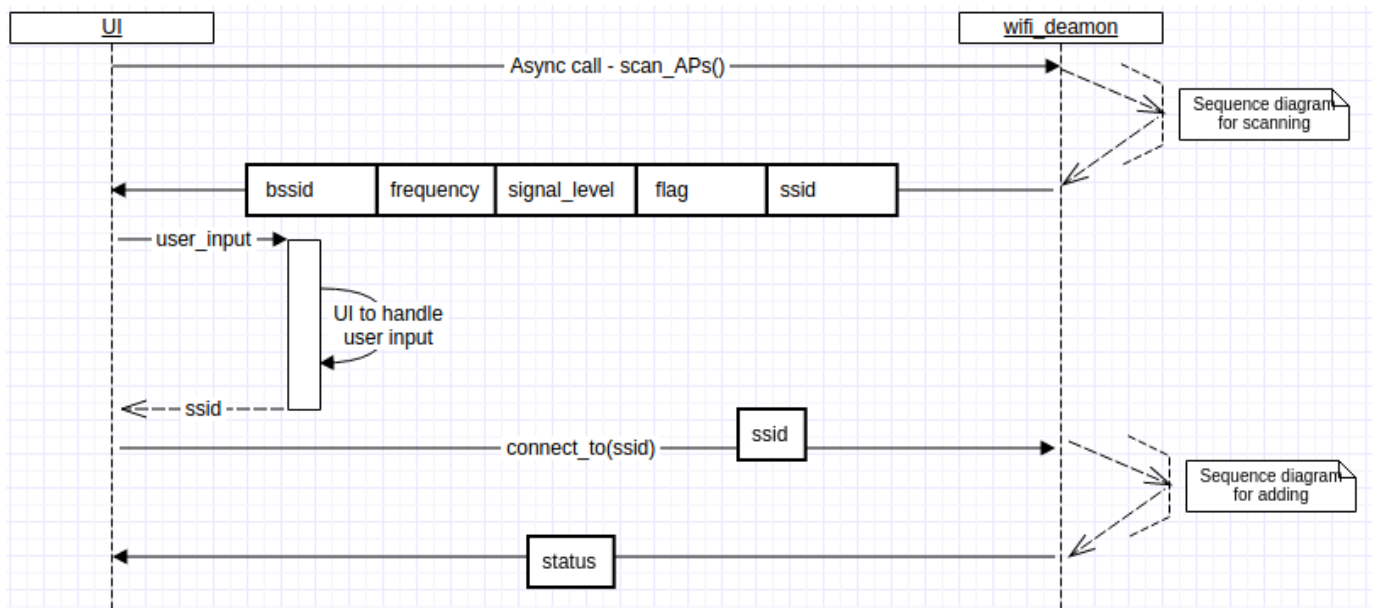 UI
wifi_deamon
Async call - scan_APs()
Sequence diagram
for scanning
bssid
frequency
signal_level
flag
ssid
user_input
UI to handle
user input
ssid
ssid
connect_to(ssid)
Sequence diagram
for adding
status